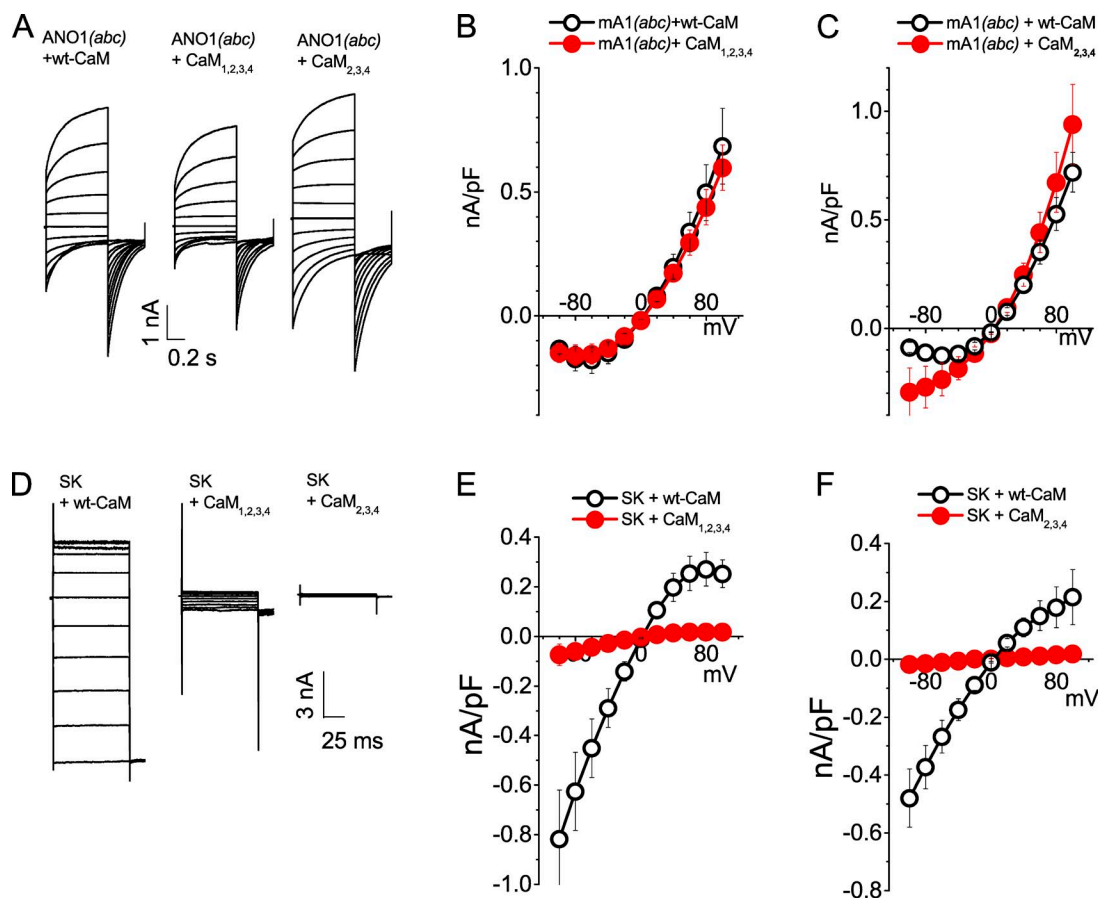 A
ANO1(abc)
+wt-CaM
ANO1(abc)
+ CaM1,2,3,4
ANO1(abc)
+ CaM2,3,4
1 nA
0.2 s
B
mA1(abc)+wt-CaM
mA1(abc)+ CaM1,2,3,4
1.0
0.5
0.0
nA/pF
-80
0
80
mV
C
mA1(abc) + wt-CaM
mA1(abc) + CaM2,3,4
1.0
0.5
0.0
nA/pF
-80
0
80
mV
D
SK
+ wt-CaM
SK
+ CaM1,2,3,4
SK
+ CaM2,3,4
3 nA
25 ms
E
SK + wt-CaM
SK + CaM1,2,3,4
0.4
0.2
0.0
-0.2
-0.4
-0.6
-0.8
-1.0
nA/pF
0
80
mV
F
SK + wt-CaM
SK + CaM2,3,4
0.4
0.2
0.0
-0.2
-0.4
-0.6
-0.8
nA/pF
-80
0
80
mV